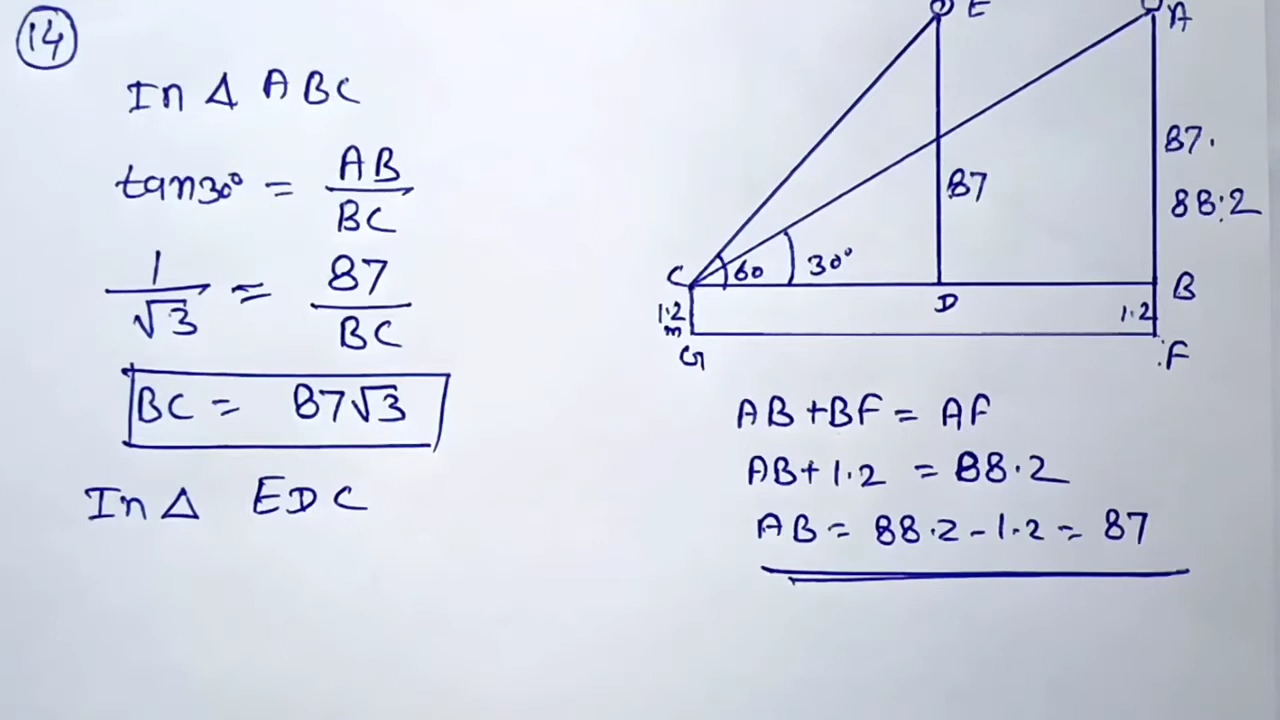 14
In Δ ABC
tan30° = AB/BC
1/√3 = 87/BC
BC = 87√3
In Δ EDC
E
A
87.
88.2
87
C
60
30°
D
B
1.2
m
1.2
G
F
AB + BF = AF
AB + 1.2 = 88.2
AB = 88.2 - 1.2 = 87